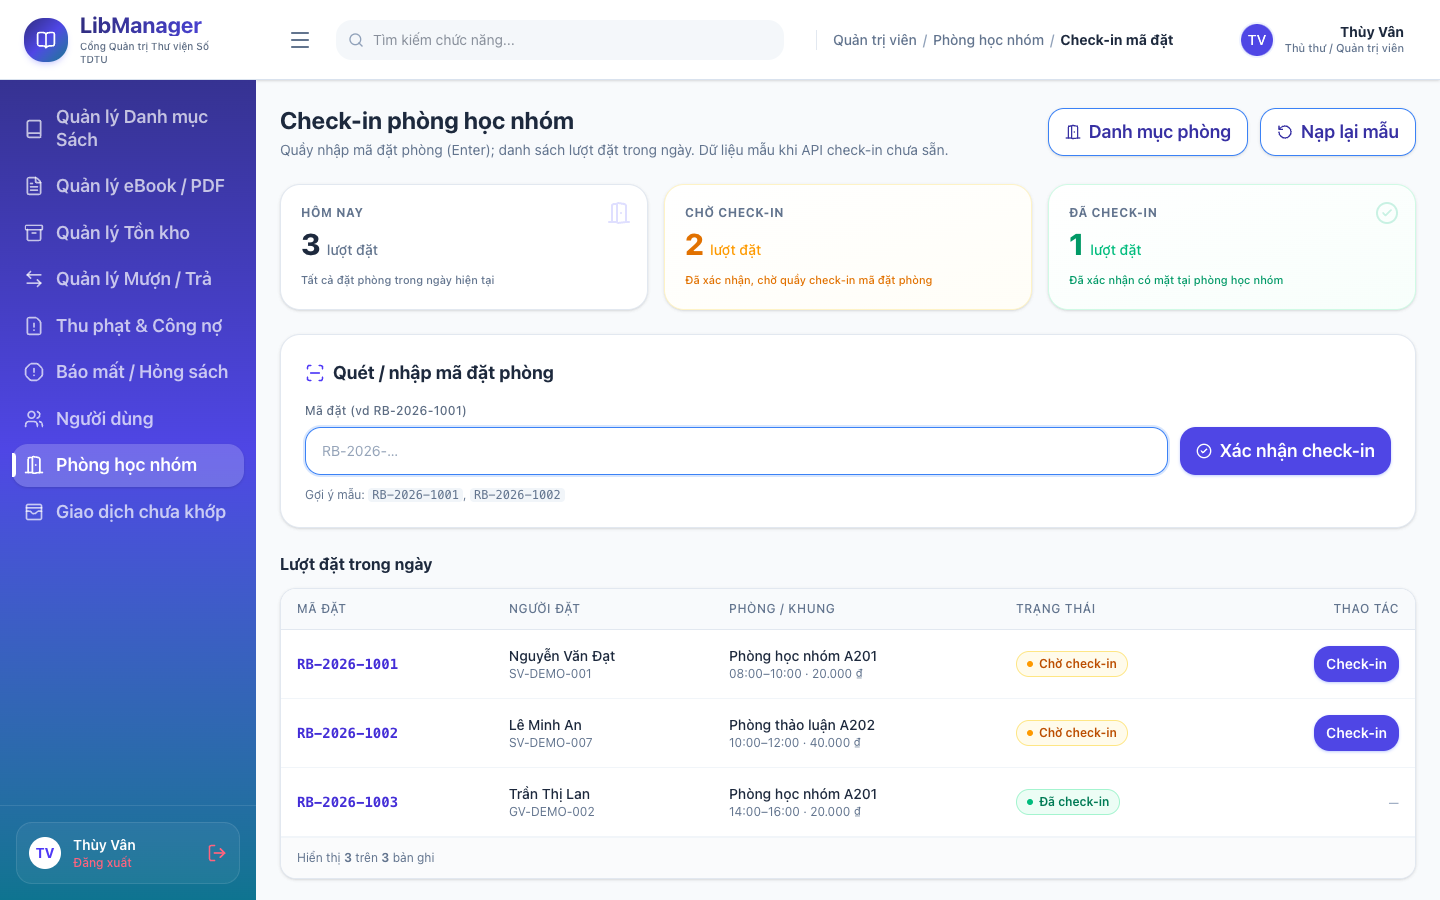 LibManager
Cổng Quản trị Thư viện Số
TDTU
Tìm kiếm chức năng...
Quản trị viên / Phòng học nhóm / Check-in mã đặt
TV
Thùy Vân
Thủ thư / Quản trị viên
Quản lý Danh mục
Sách
Quản lý eBook / PDF
Quản lý Tồn kho
Quản lý Mượn / Trả
Thu phạt & Công nợ
Báo mất / Hỏng sách
Người dùng
Phòng học nhóm
Giao dịch chưa khớp
TV
Thùy Vân
Đăng xuất
Check-in phòng học nhóm
Quầy nhập mã đặt phòng (Enter); danh sách lượt đặt trong ngày. Dữ liệu mẫu khi API check-in chưa sẵn.
Danh mục phòng
Nạp lại mẫu
HÔM NAY
3 lượt đặt
Tất cả đặt phòng trong ngày hiện tại
CHỜ CHECK-IN
2 lượt đặt
Đã xác nhận, chờ quầy check-in mã đặt phòng
ĐÃ CHECK-IN
1 lượt đặt
Đã xác nhận có mặt tại phòng học nhóm
Quét / nhập mã đặt phòng
Mã đặt (vd RB-2026-1001)
RB-2026-...
Xác nhận check-in
Gợi ý mẫu: RB-2026-1001, RB-2026-1002
Lượt đặt trong ngày
MÃ ĐẶT NGƯỜI ĐẶT PHÒNG / KHUNG TRẠNG THÁI THAO TÁC
RB-2026-1001 Nguyễn Văn Đạt Phòng học nhóm A201 Chờ check-in Check-in
SV-DEMO-001 08:00–10:00 · 20.000 ₫
RB-2026-1002 Lê Minh An Phòng thảo luận A202 Chờ check-in Check-in
SV-DEMO-007 10:00–12:00 · 40.000 ₫
RB-2026-1003 Trần Thị Lan Phòng học nhóm A201 Đã check-in —
GV-DEMO-002 14:00–16:00 · 20.000 ₫
Hiển thị 3 trên 3 bản ghi